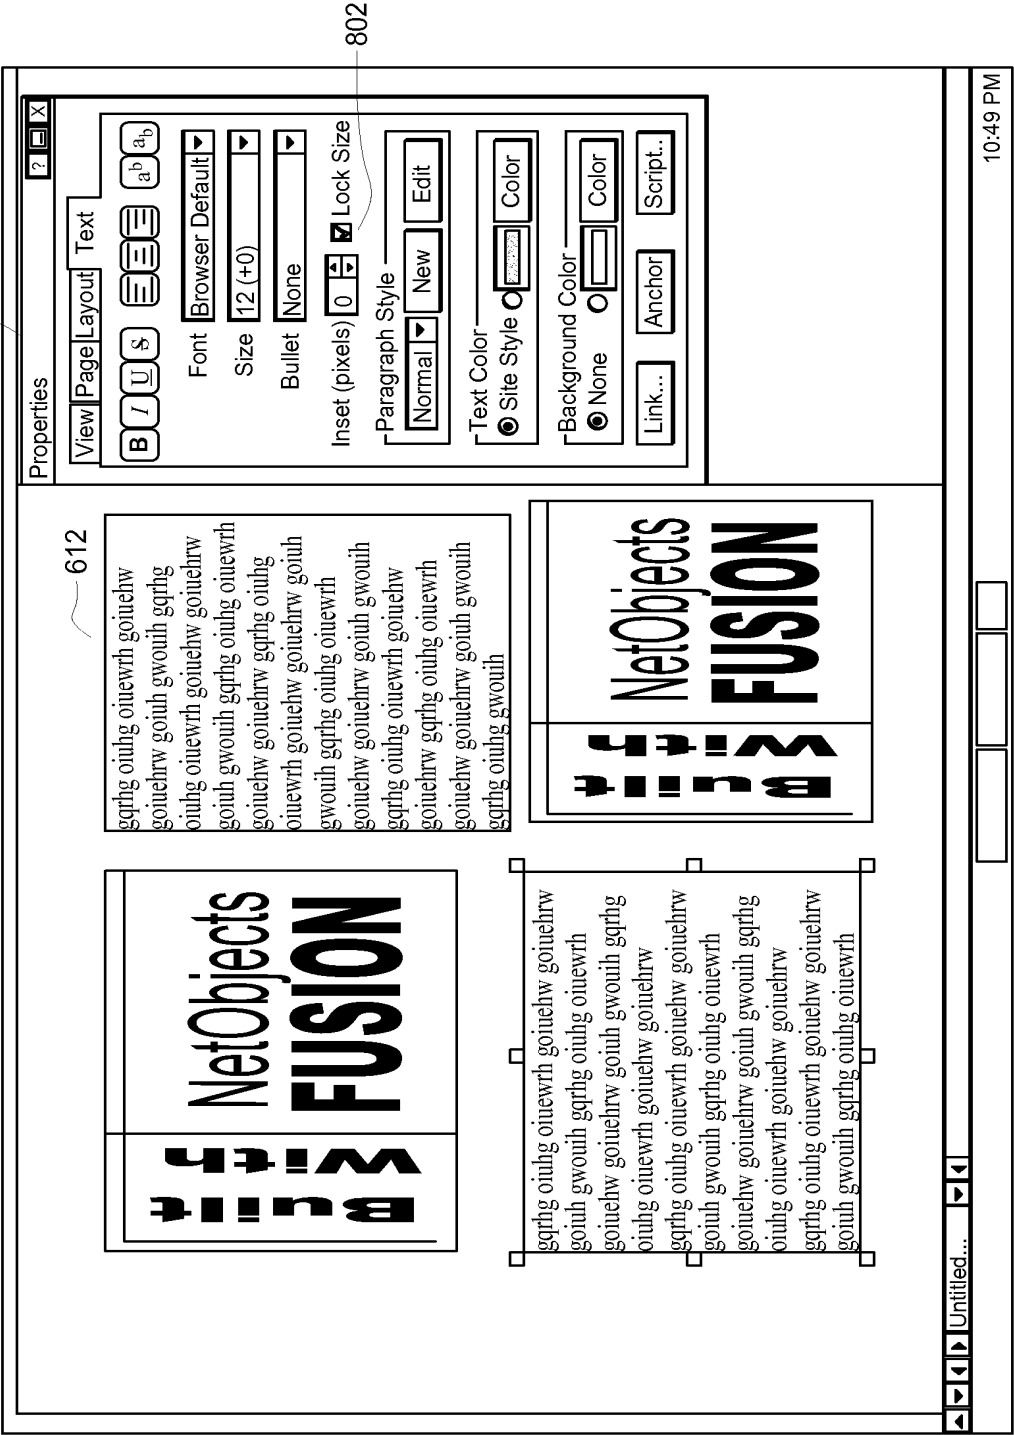 802
612
Properties
? X
View Page Layout Text
B I U S
ab ab
Font Browser Default
Size 12 (+0)
Bullet None
Inset (pixels) 0 Lock Size
Paragraph Style
Normal New Edit
Text Color
Site Style Color
Background Color
None Color
Link... Anchor Script..
Built
With
NetObjects
FUSION
gqrhg oiuhg oiuewrh goiuehw
goiuehrw goiuh gwouih gqrhg
oiuhg oiuewrh goiuehw goiuehrw
goiuh gwouih gqrhg oiuhg oiuewrh
goiuehw goiuehrw gqrhg oiuhg
oiuewrh goiuehw goiuehrw goiuh
gwouih gqrhg oiuhg oiuewrh
goiuehw goiuehrw goiuh gwouih
gqrhg oiuhg oiuewrh goiuehw
goiuehrw gqrhg oiuhg oiuewrh
goiuehw goiuehrw goiuh gwouih
gqrhg oiuhg gwouih
gqrhg oiuhg oiuewrh goiuehw goiuehrw
goiuh gwouih gqrhg oiuhg oiuewrh
goiuehw goiuehrw goiuh gwouih gqrhg
oiuhg oiuewrh goiuehw goiuehrw
gqrhg oiuhg oiuewrh goiuehw goiuehrw
goiuh gwouih gqrhg oiuhg oiuewrh
goiuehw goiuehrw goiuh gwouih gqrhg
oiuhg oiuewrh goiuehw goiuehrw
gqrhg oiuhg oiuewrh goiuehw goiuehrw
goiuh gwouih gqrhg oiuhg oiuewrh
Built
With
NetObjects
FUSION
Untitled...
10:49 PM